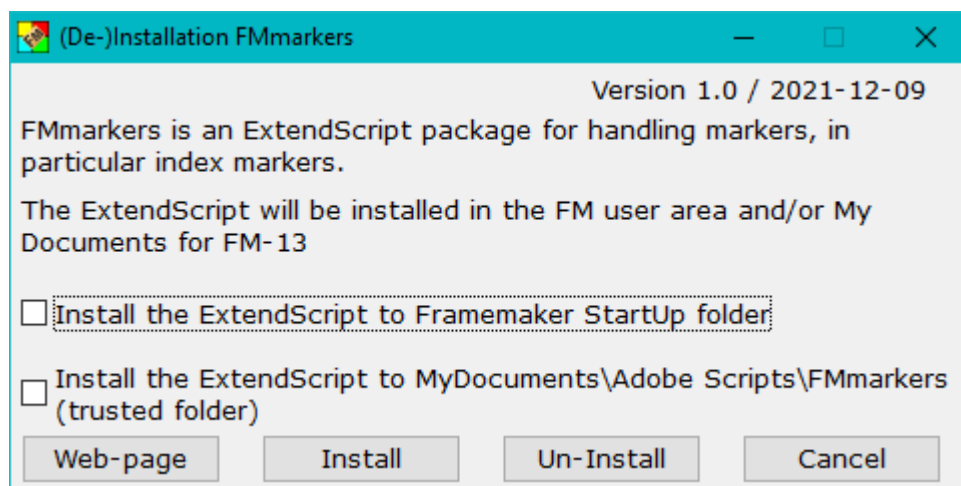 (De-)Installation FMmarkers
Version 1.0 / 2021-12-09
FMmarkers is an ExtendScript package for handling markers, in
particular index markers.
The ExtendScript will be installed in the FM user area and/or My
Documents for FM-13
Install the ExtendScript to Framemaker StartUp folder
Install the ExtendScript to MyDocuments\Adobe Scripts\FMmarkers
(trusted folder)
Web-page Install Un-Install Cancel